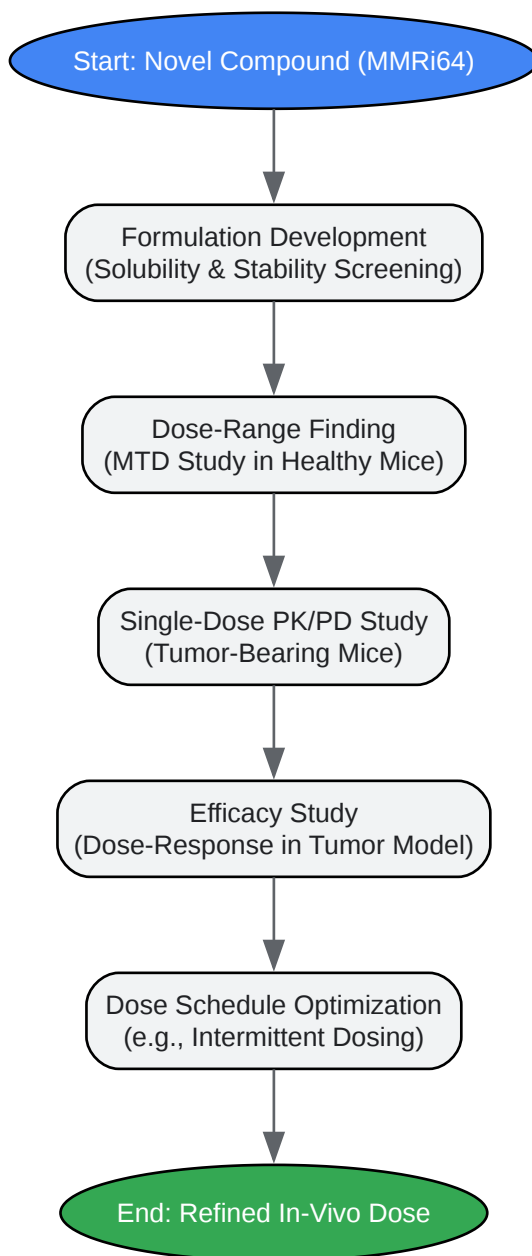 Start: Novel Compound (MMRi64)
Formulation Development
(Solubility & Stability Screening)
Dose-Range Finding
(MTD Study in Healthy Mice)
Single-Dose PK/PD Study
(Tumor-Bearing Mice)
Efficacy Study
(Dose-Response in Tumor Model)
Dose Schedule Optimization
(e.g., Intermittent Dosing)
End: Refined In-Vivo Dose